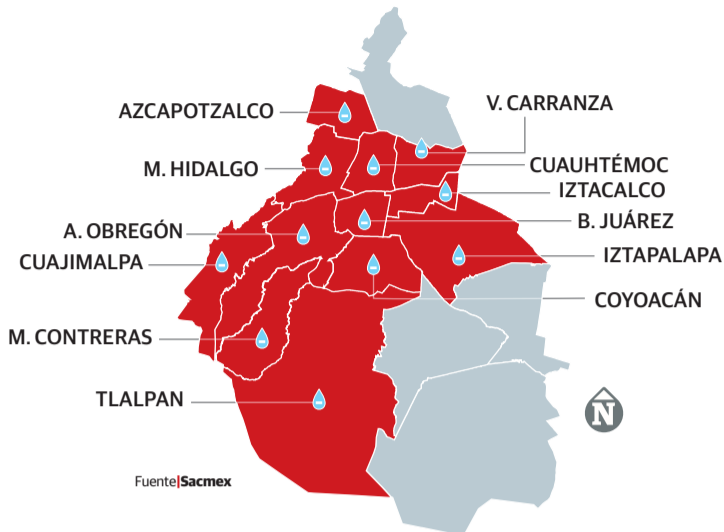 AZCAPOTZALCO
V. CARRANZA
M. HIDALGO
CUAUHTÉMOC
IZTACALCO
B. JUÁREZ
A. OBREGÓN
IZTAPALAPA
CUAJIMALPA
COYOACÁN
M. CONTRERAS
TLALPAN
N
Fuente|Sacmex